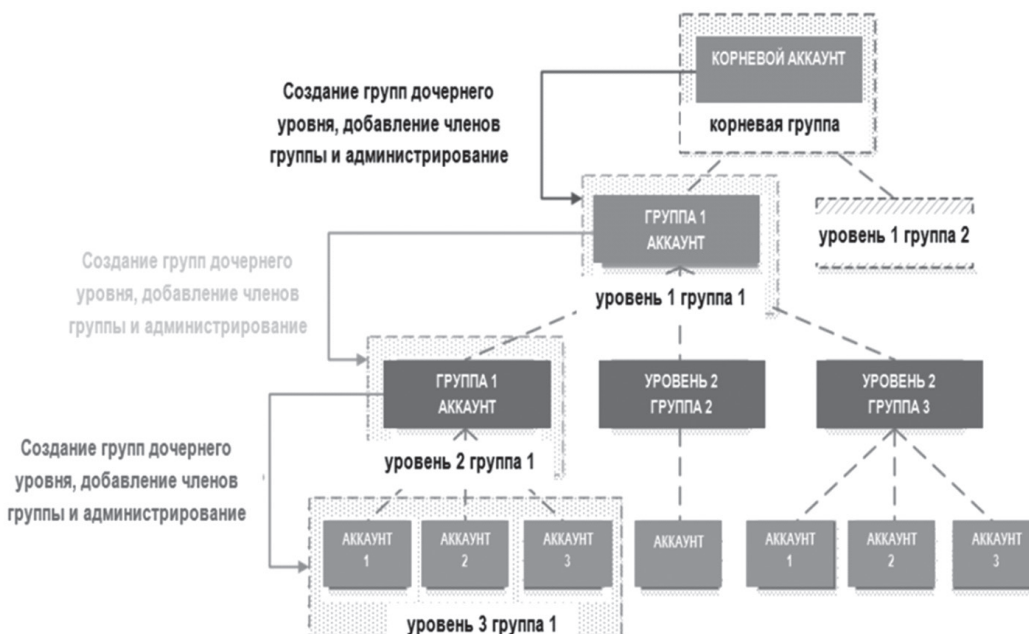 КОРНЕВОЙ АККАУНТ
корневая группа
Создание групп дочернего
уровня, добавление членов
группы и администрирование
ГРУППА 1
АККАУНТ
уровень 1 группа 1
уровень 1 группа 2
Создание групп дочернего
уровня, добавление членов
группы и администрирование
ГРУППА 1
АККАУНТ
уровень 2 группа 1
УРОВЕНЬ 2
ГРУППА 2
УРОВЕНЬ 2
ГРУППА 3
Создание групп дочернего
уровня, добавление членов
группы и администрирование
АККАУНТ
1
АККАУНТ
2
АККАУНТ
3
уровень 3 группа 1
АККАУНТ
АККАУНТ
1
АККАУНТ
2
АККАУНТ
3